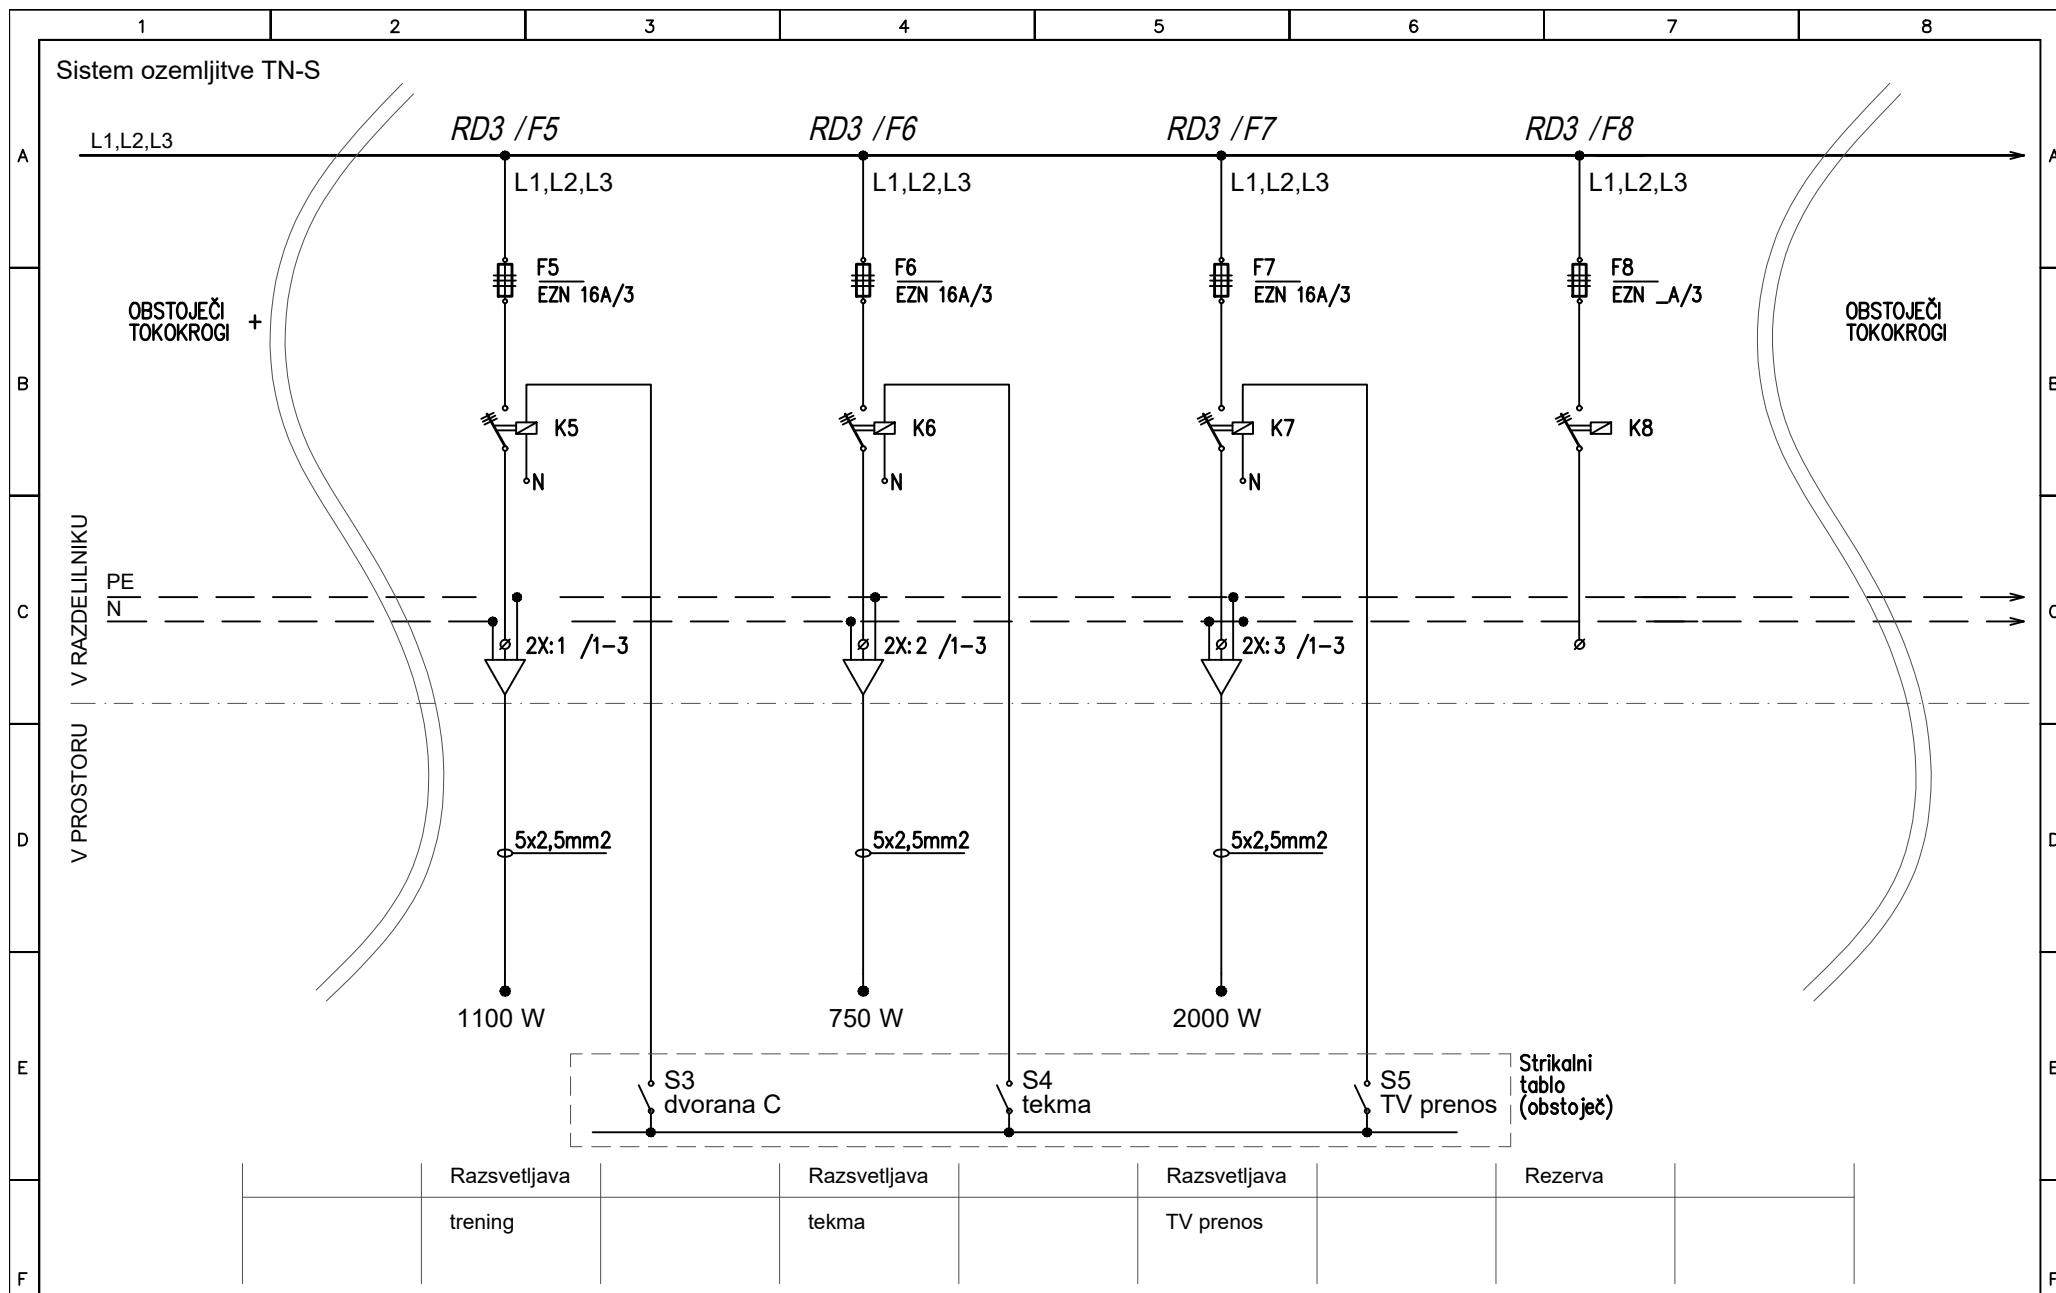 1 2 3 4 5 6 7 8
Sistem ozemljitve TN-S
RD3 /F5 RD3 /F6 RD3 /F7 RD3 /F8
L1,L2,L3
A A
L1,L2,L3 L1,L2,L3 L1,L2,L3 L1,L2,L3
F5 F6 F7 F8
EZN 16A/3 EZN 16A/3 EZN 16A/3 EZN _A/3
OBSTOJEČI
TOKOKROGI +
OBSTOJEČI
TOKOKROGI
B B
K5 K6 K7 K8
N N N
V RAZDELILNIKU
PE
N
C C
2X:1 /1-3 2X:2 /1-3 2X:3 /1-3
V PROSTORU
D D
5x2,5mm2 5x2,5mm2 5x2,5mm2
1100 W 750 W 2000 W
E E
S3
dvorana C
S4
tekma
S5
TV prenos
Strikalni
tablo
(obstoječ)
Razsvetljava Razsvetljava Razsvetljava Rezerva
trening tekma TV prenos
F F